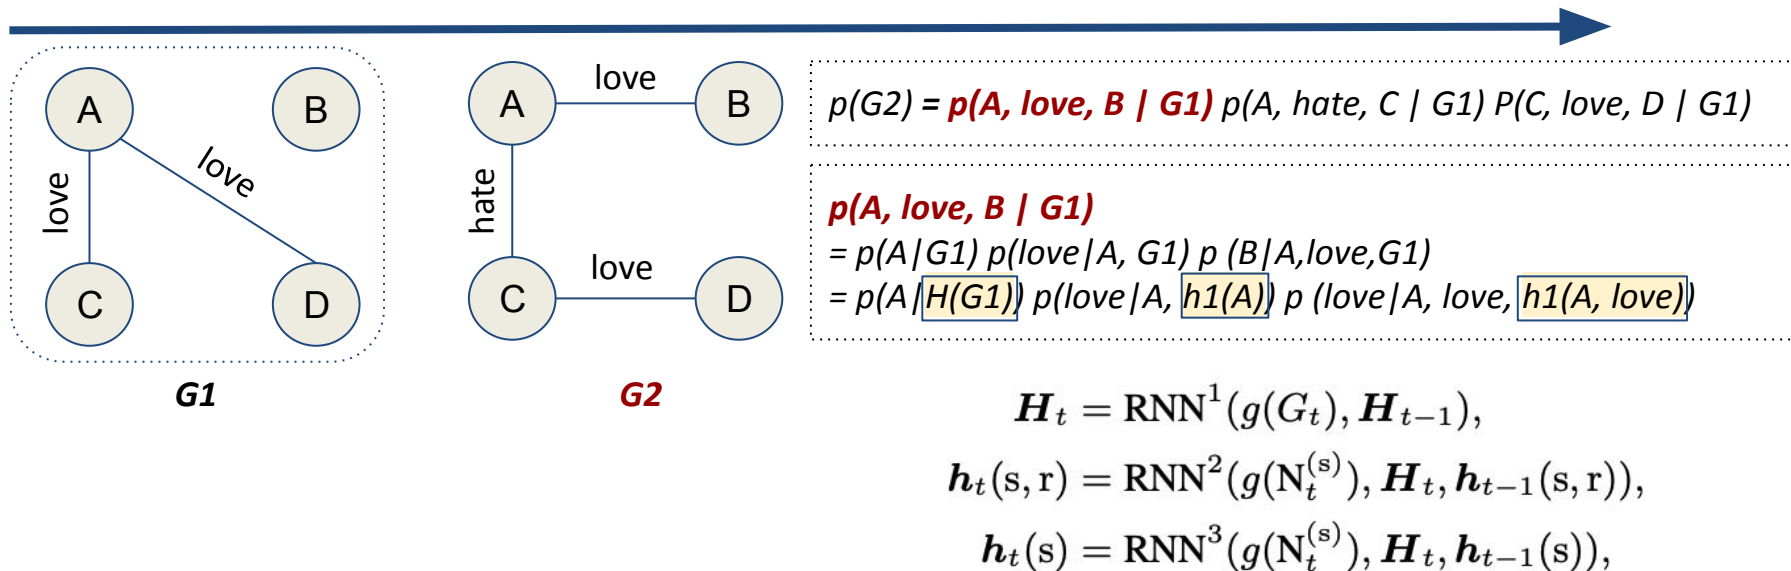 A
B
love
love
C
D
G1
A
love
B
hate
C
love
D
G2
p(G2) = p(A, love, B | G1) p(A, hate, C | G1) P(C, love, D | G1)
p(A, love, B | G1)
= p(A|G1) p(love|A, G1) p (B|A,love,G1)
= p(A|H(G1)) p(love|A, h1(A)) p (love|A, love, h1(A, love))
𝑯ₜ = RNN¹(g(Gₜ), 𝑯ₜ₋₁),
𝒉ₜ(s, r) = RNN²(g(Nₜ⁽ˢ⁾), 𝑯ₜ, 𝒉ₜ₋₁(s, r)),
𝒉ₜ(s) = RNN³(g(Nₜ⁽ˢ⁾), 𝑯ₜ, 𝒉ₜ₋₁(s)),